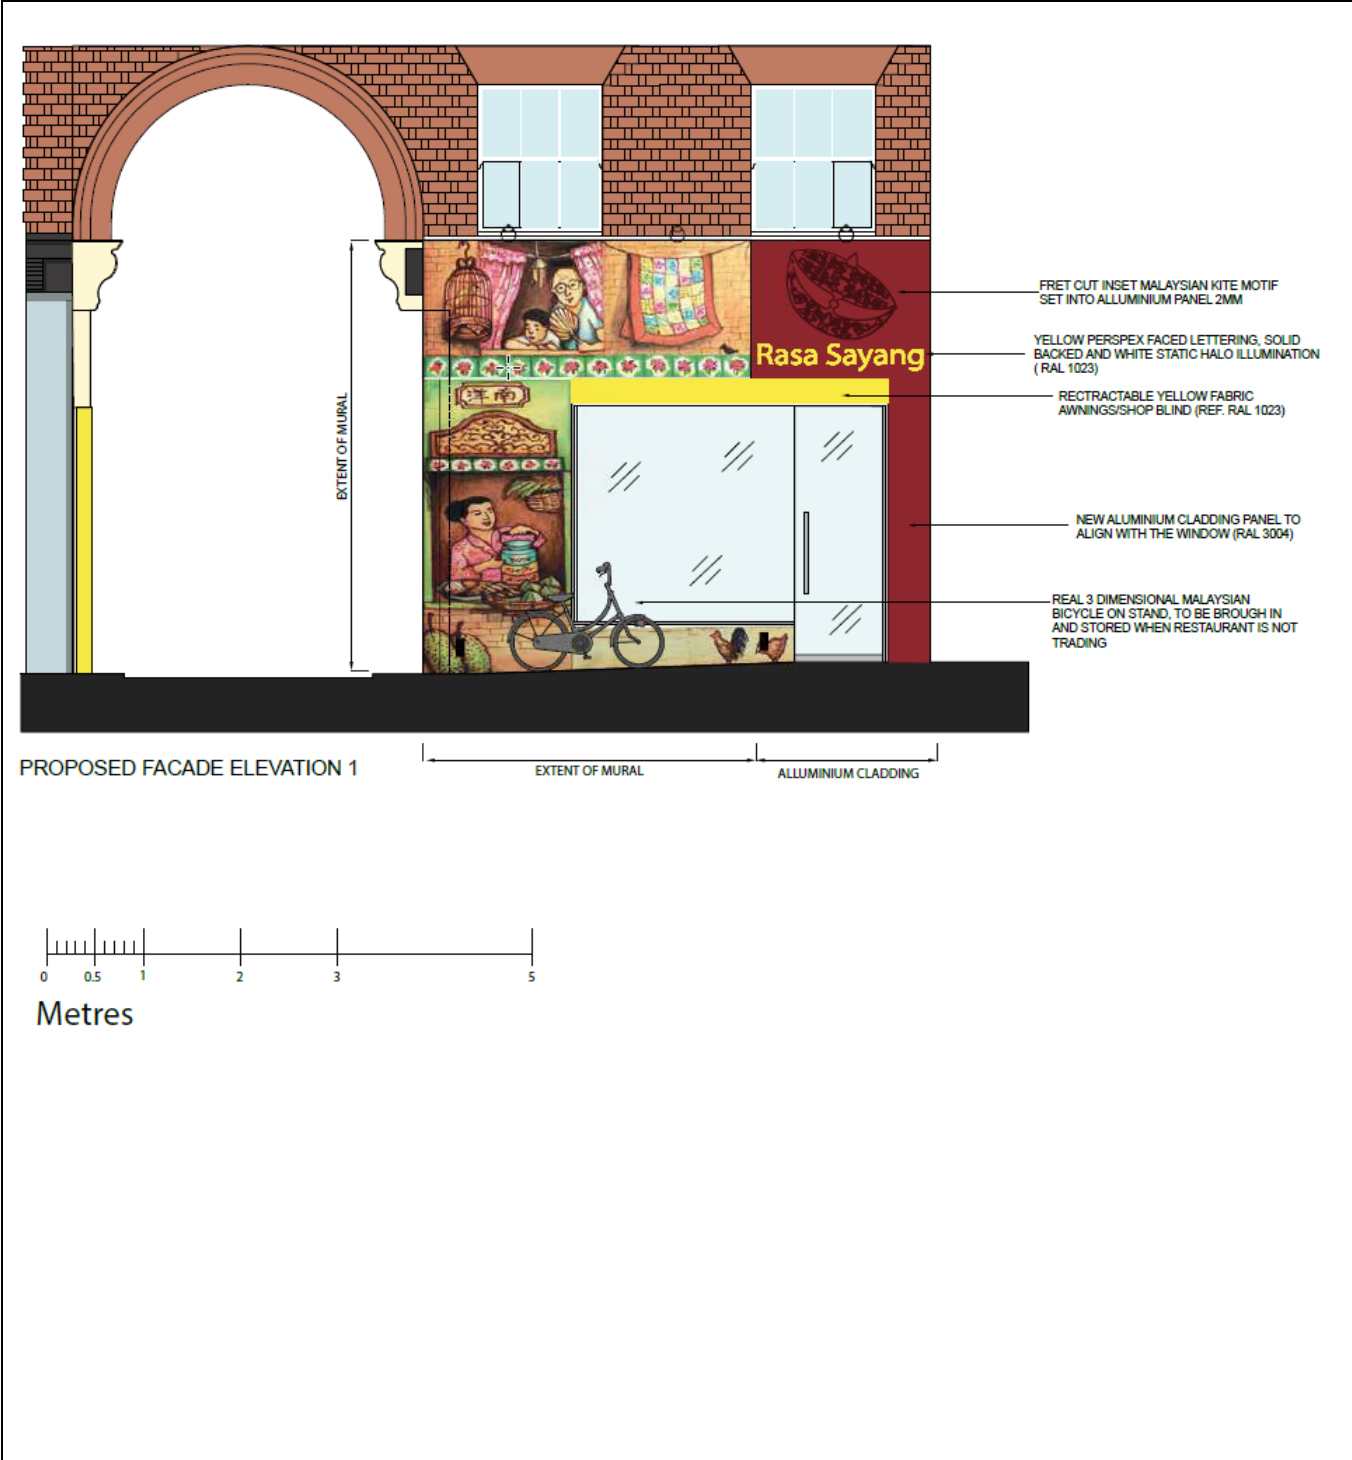 FRET CUT INSET MALAYSIAN KITE MOTIF
SET INTO ALLUMINIUM PANEL 2MM
YELLOW PERSPEX FACED LETTERING, SOLID
BACKED AND WHITE STATIC HALO ILLUMINATION
( RAL 1023)
Rasa Sayang
RECTRACTABLE YELLOW FABRIC
AWNINGS/SHOP BLIND (REF. RAL 1023)
洋南
EXTENT OF MURAL
NEW ALUMINIUM CLADDING PANEL TO
ALIGN WITH THE WINDOW (RAL 3004)
REAL 3 DIMENSIONAL MALAYSIAN
BICYCLE ON STAND, TO BE BROUGH IN
AND STORED WHEN RESTAURANT IS NOT
TRADING
PROPOSED FACADE ELEVATION 1
EXTENT OF MURAL
ALLUMINIUM CLADDING
0 0.5 1 2 3 5
Metres